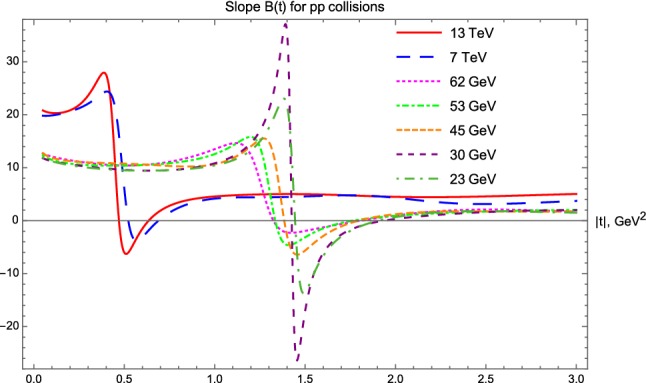 Slope B(t) for pp collisions
13 TeV
7 TeV
62 GeV
53 GeV
45 GeV
30 GeV
23 GeV
30
20
10
0
-10
-20
|t|, GeV²
0.0 0.5 1.0 1.5 2.0 2.5 3.0